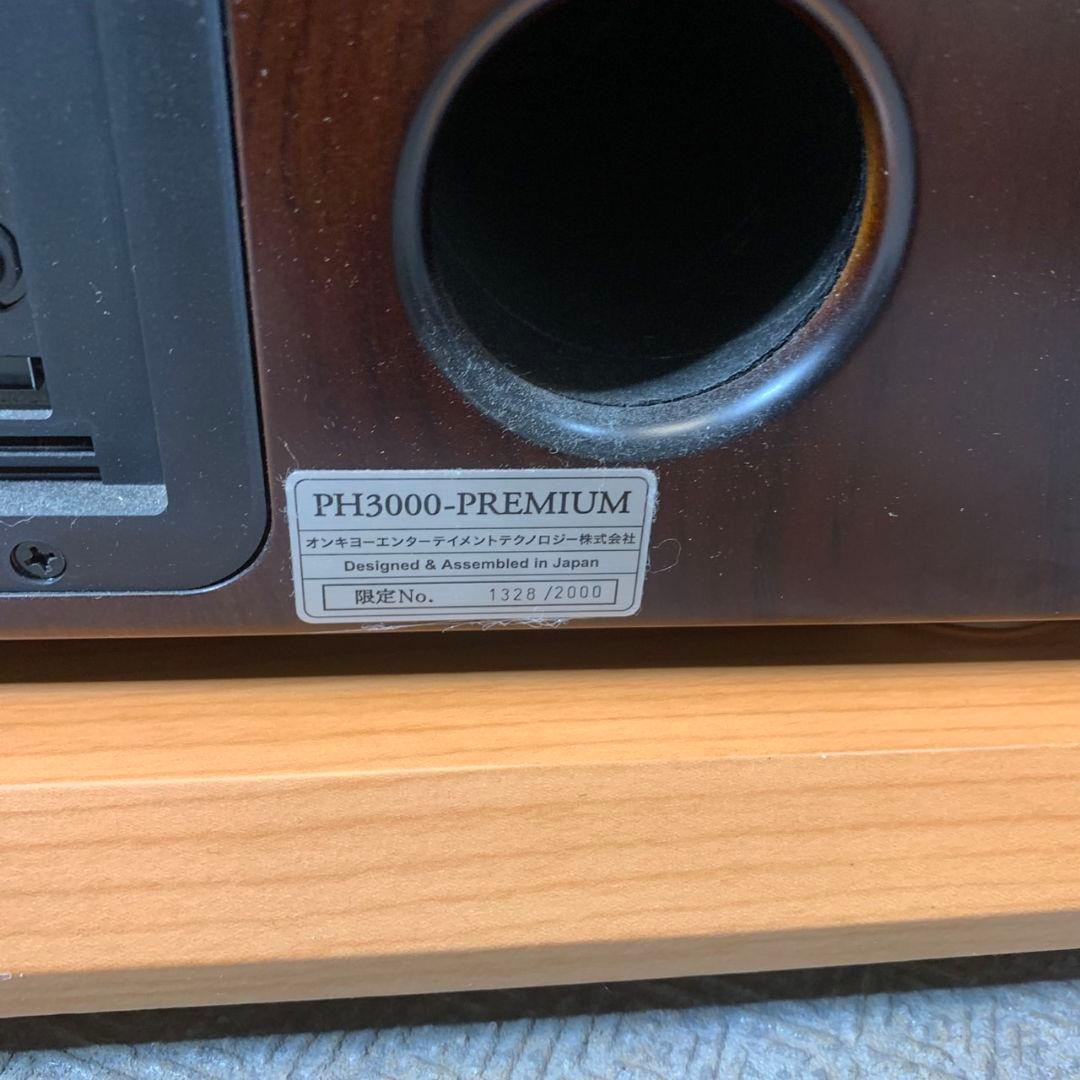 PH3000-PREMIUM
オンキヨーエンターテイメントテクノロジー株式会社
Designed & Assembled in Japan
限定No. 1328/2000